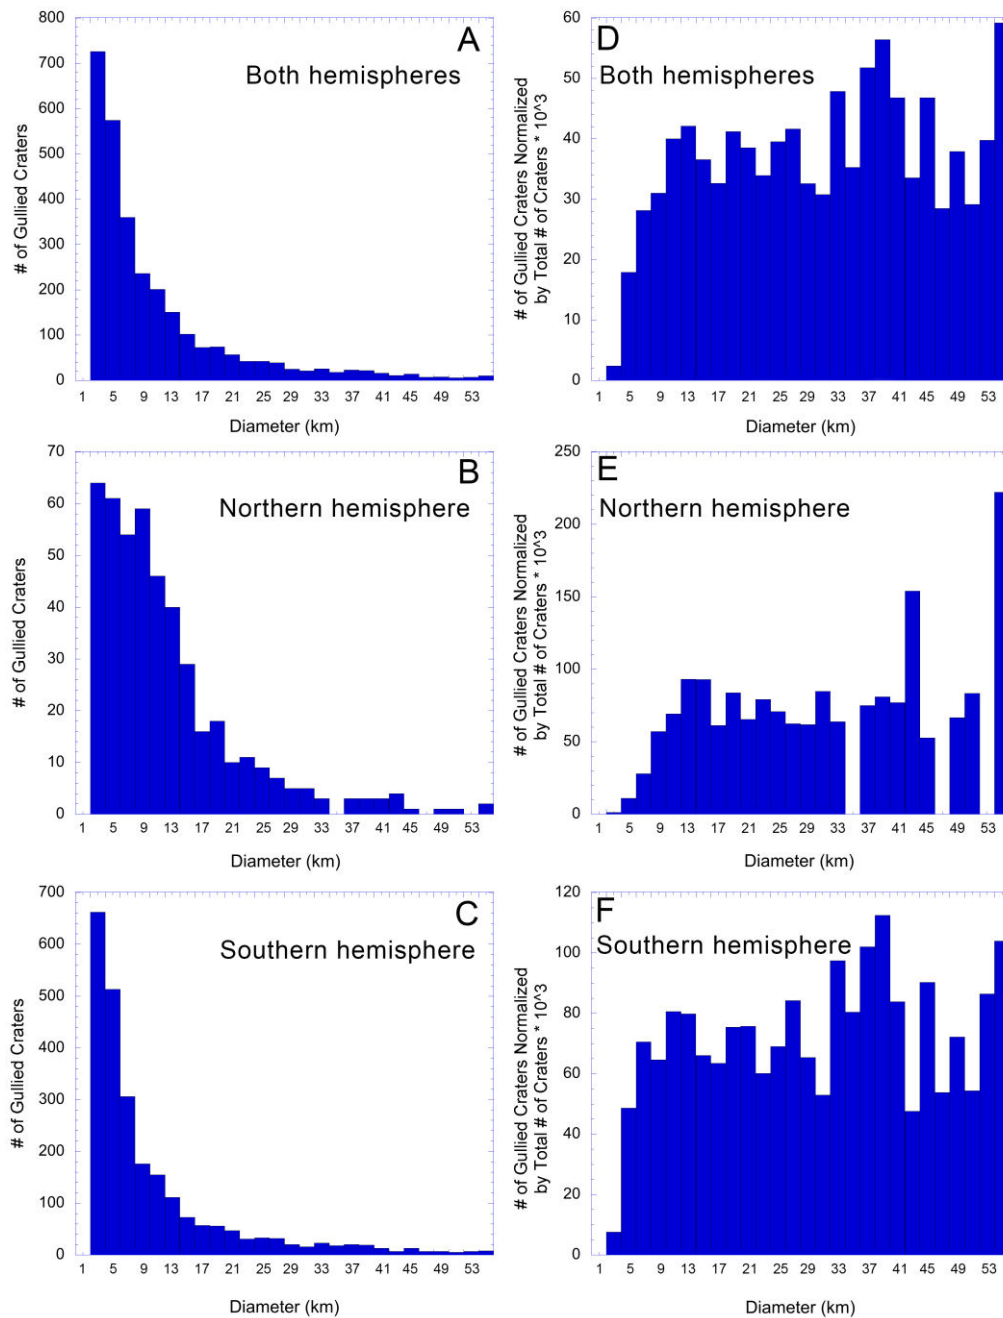 A
Both hemispheres
# of Gullied Craters
800
700
600
500
400
300
200
100
0
1 5 9 13 17 21 25 29 33 37 41 45 49 53
Diameter (km)
D
Both hemispheres
# of Gullied Craters Normalized
by Total # of Craters * 10^3
60
50
40
30
20
10
0
1 5 9 13 17 21 25 29 33 37 41 45 49 53
Diameter (km)
B
Northern hemisphere
# of Gullied Craters
70
60
50
40
30
20
10
0
1 5 9 13 17 21 25 29 33 37 41 45 49 53
Diameter (km)
E
Northern hemisphere
# of Gullied Craters Normalized
by Total # of Craters * 10^3
250
200
150
100
50
0
1 5 9 13 17 21 25 29 33 37 41 45 49 53
Diameter (km)
C
Southern hemisphere
# of Gullied Craters
700
600
500
400
300
200
100
0
1 5 9 13 17 21 25 29 33 37 41 45 49 53
Diameter (km)
F
Southern hemisphere
# of Gullied Craters Normalized
by Total # of Craters * 10^3
120
100
80
60
40
20
0
1 5 9 13 17 21 25 29 33 37 41 45 49 53
Diameter (km)